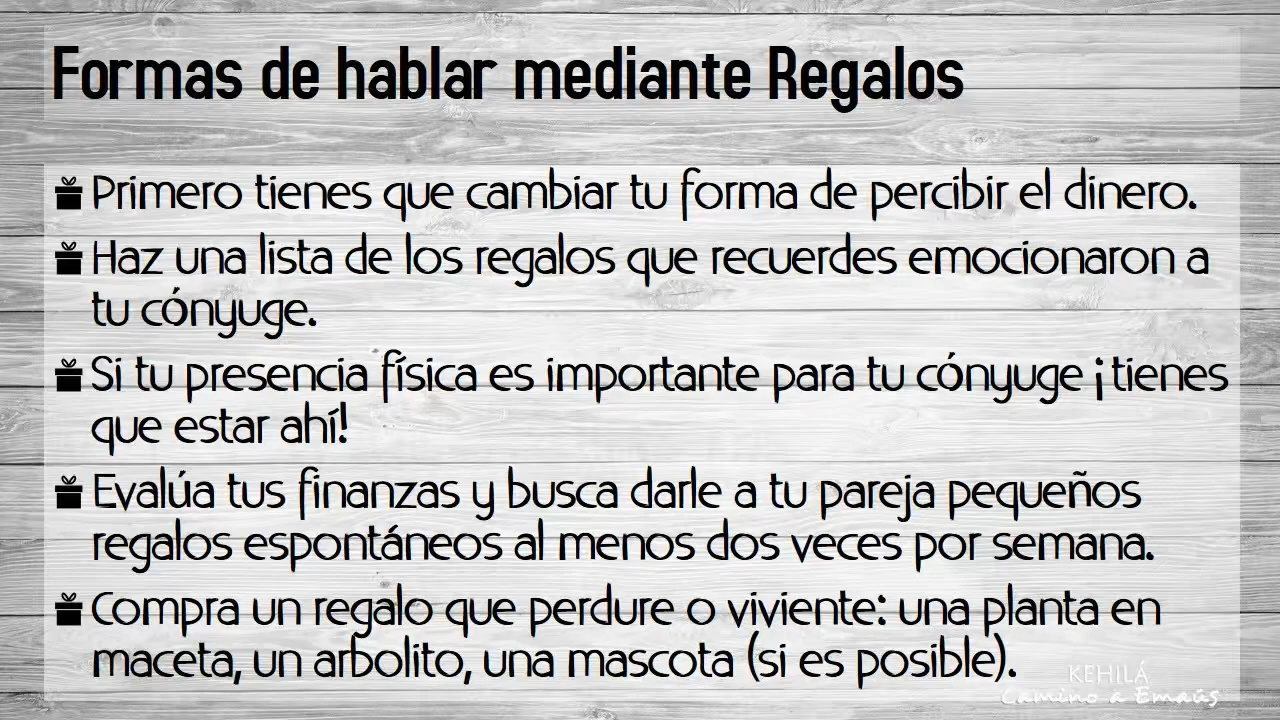 Formas de hablar mediante Regalos
Primero tienes que cambiar tu forma de percibir el dinero.
Haz una lista de los regalos que recuerdes emocionaron a
tu cónyuge.
Si tu presencia física es importante para tu cónyuge ¡tienes
que estar ahí!
Evalúa tus finanzas y busca darle a tu pareja pequeños
regalos espontáneos al menos dos veces por semana.
Compra un regalo que perdure o viviente: una planta en
maceta, un arbolito, una mascota (si es posible).
KEHILÁ
Camino a Emaús